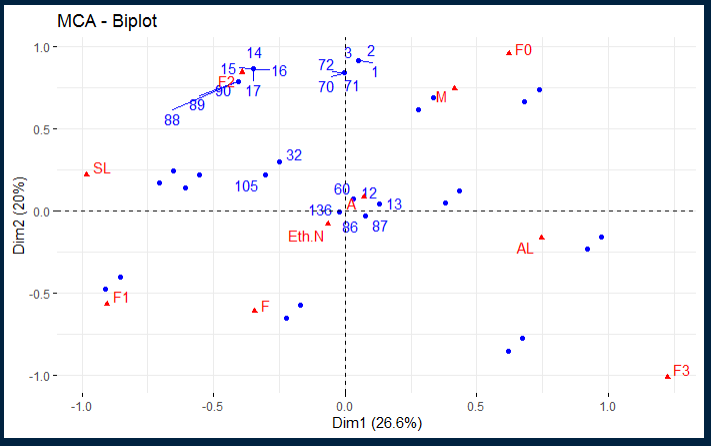 MCA - Biplot
1.0
0.5
0.0
-0.5
-1.0
Dim2 (20%)
-1.0
-0.5
0.0
0.5
1.0
Dim1 (26.6%)
14
3
2
F0
15
16
72
1
F2
90
17
70
71
M
89
88
32
SL
105
60
12
A
13
136
86
87
Eth.N
AL
F1
F
F3